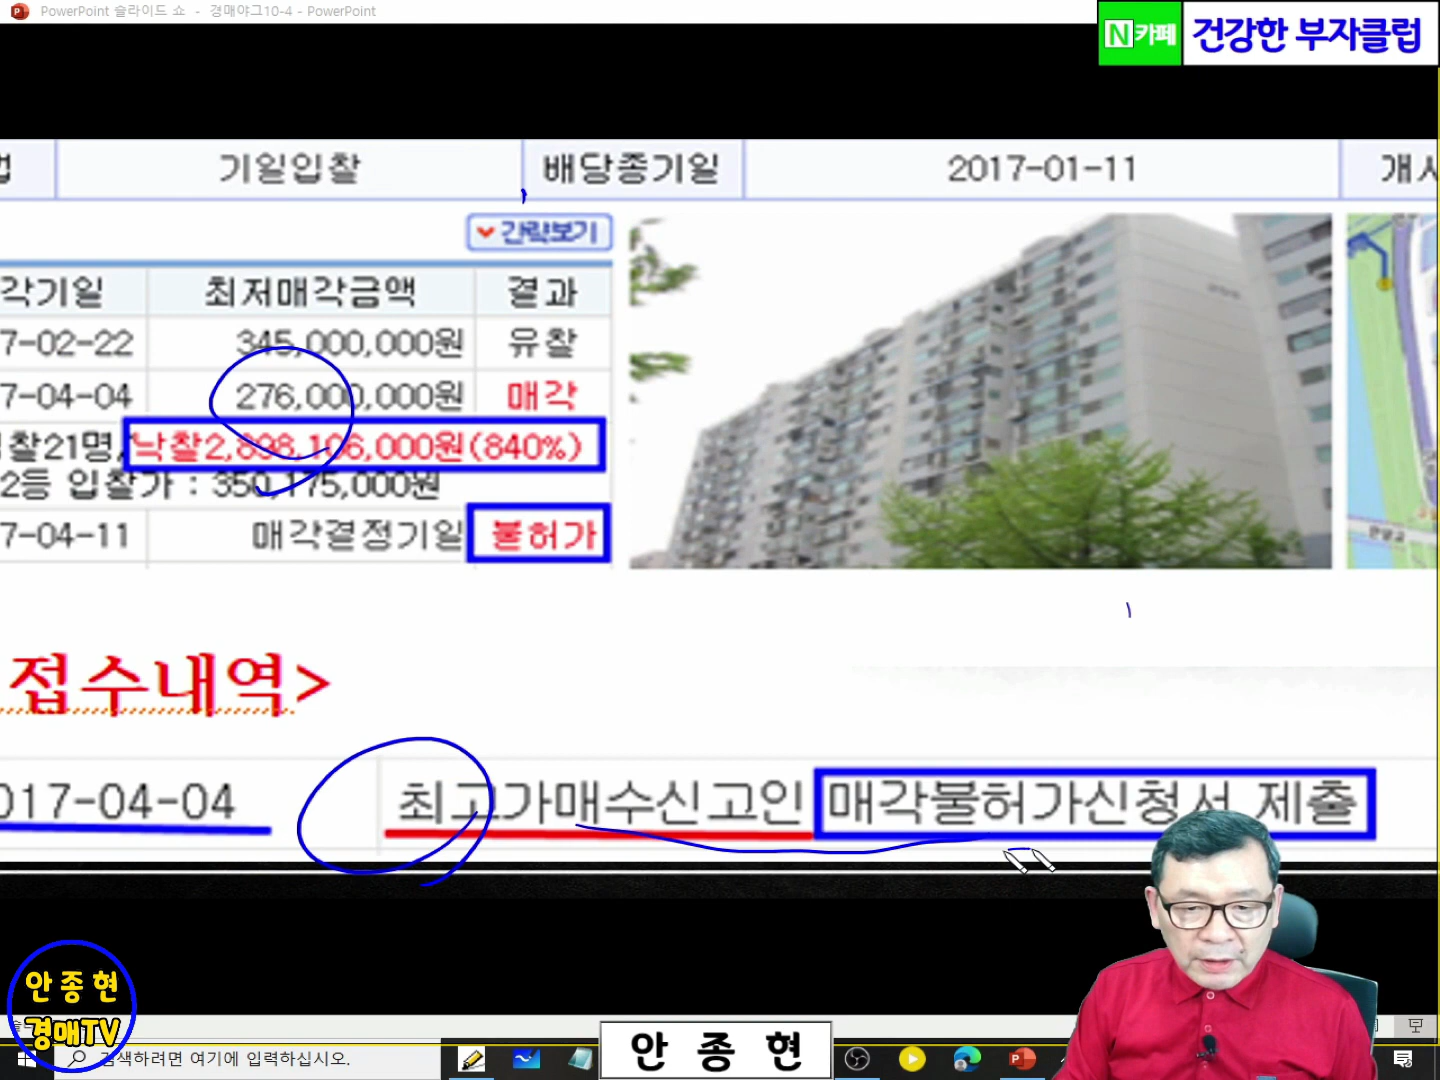 PowerPoint 슬라이드 쇼 - 경매야그10-4 - PowerPoint
N카페 건강한 부자클럽
기일입찰 배당종기일 2017-01-11
간략보기
각기일 최저매각금액 결과
7-02-22 345,000,000원 유찰
7-04-04 276,000,000원 매각
찰21명, 낙찰2,898,106,000원(840%)
2등 입찰가 : 350,175,000원
7-04-11 매각결정기일 불허가
접수내역>
017-04-04 최고가매수신고인 매각불허가신청서 제출
안종현
경매TV
검색하려면 여기에 입력하십시오.
안 종 현